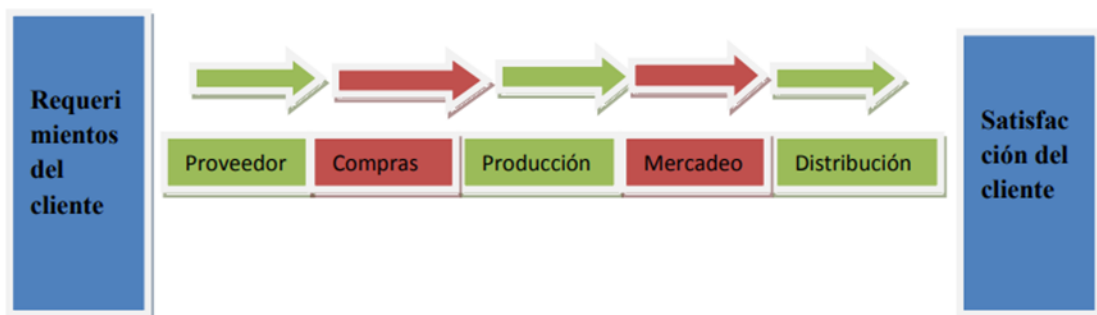 Requeri
mientos
del
cliente
Proveedor
Compras
Producción
Mercadeo
Distribución
Satisfac
ción del
cliente